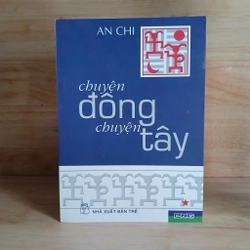 AN CHI
chuyện
đông
chuyện
tây
NHÀ XUẤT BẢN TRẺ